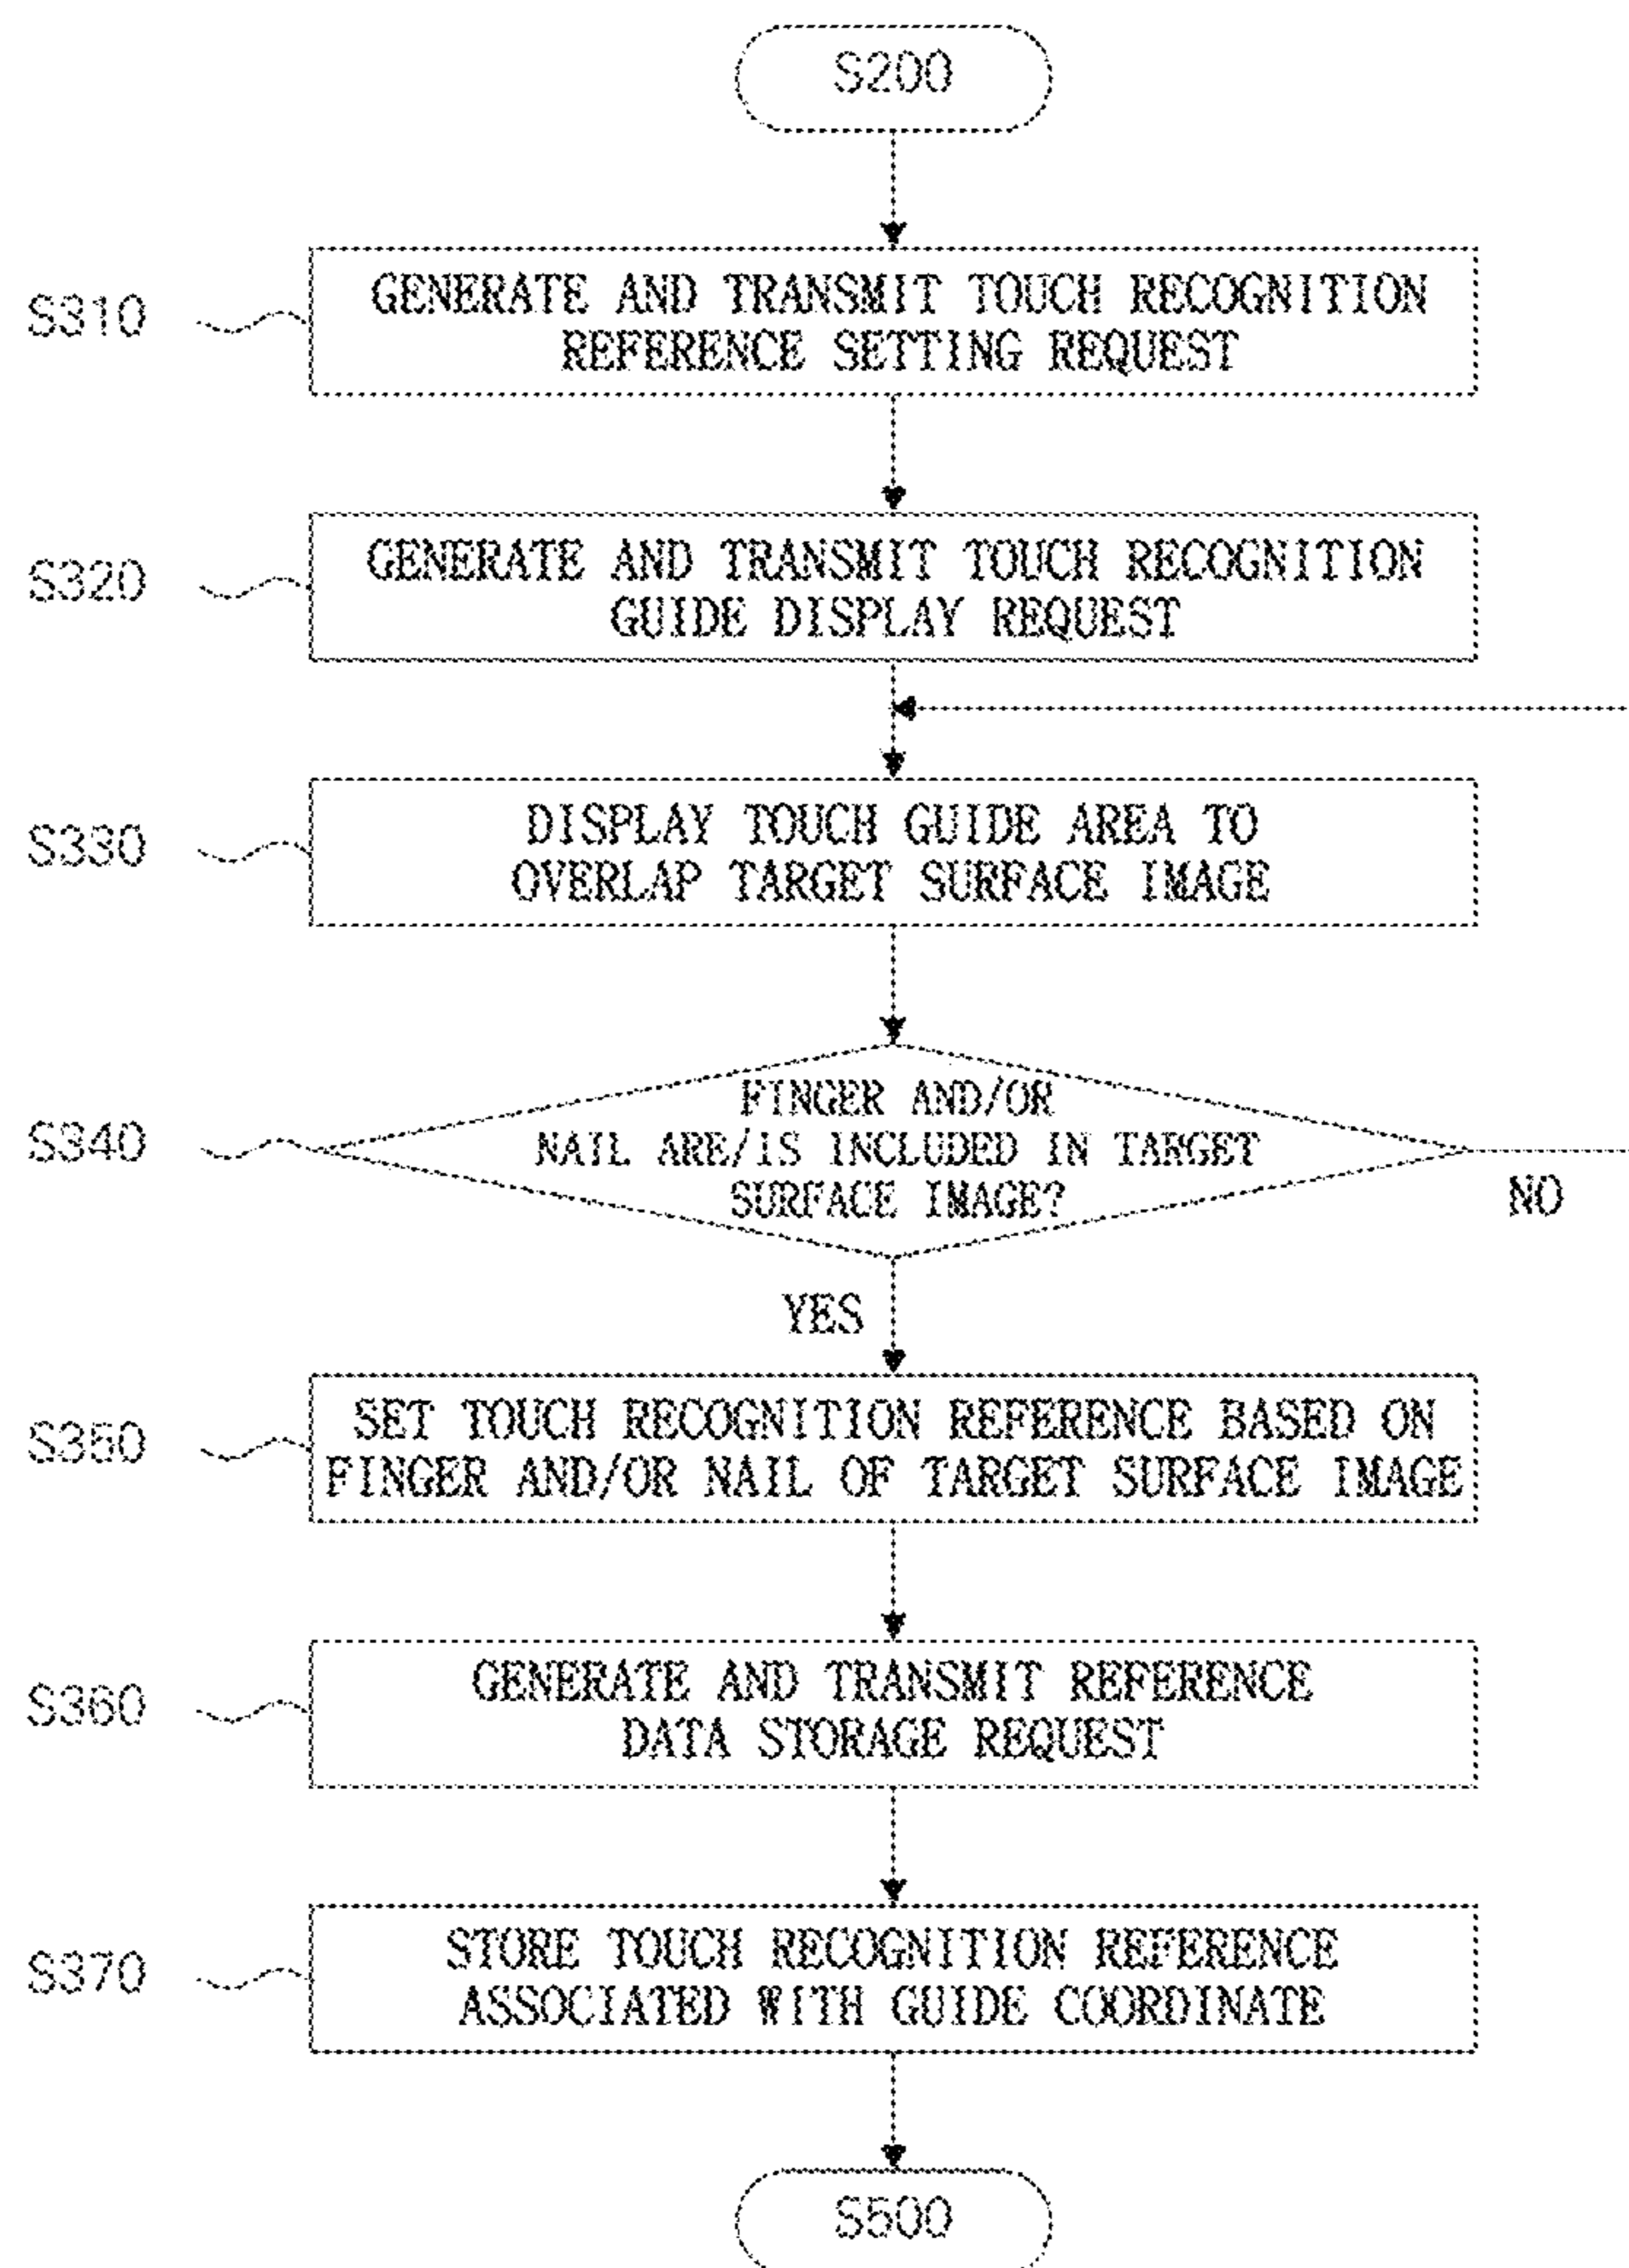 S200
S310
GENERATE AND TRANSMIT TOUCH RECOGNITION
REFERENCE SETTING REQUEST
S320
GENERATE AND TRANSMIT TOUCH RECOGNITION
GUIDE DISPLAY REQUEST
S330
DISPLAY TOUCH GUIDE AREA TO
OVERLAP TARGET SURFACE IMAGE
S340
FINGER AND/OR
NAIL ARE/IS INCLUDED IN TARGET
SURFACE IMAGE?
NO
YES
S350
SET TOUCH RECOGNITION REFERENCE BASED ON
FINGER AND/OR NAIL OF TARGET SURFACE IMAGE
S360
GENERATE AND TRANSMIT REFERENCE
DATA STORAGE REQUEST
S370
STORE TOUCH RECOGNITION REFERENCE
ASSOCIATED WITH GUIDE COORDINATE
S500